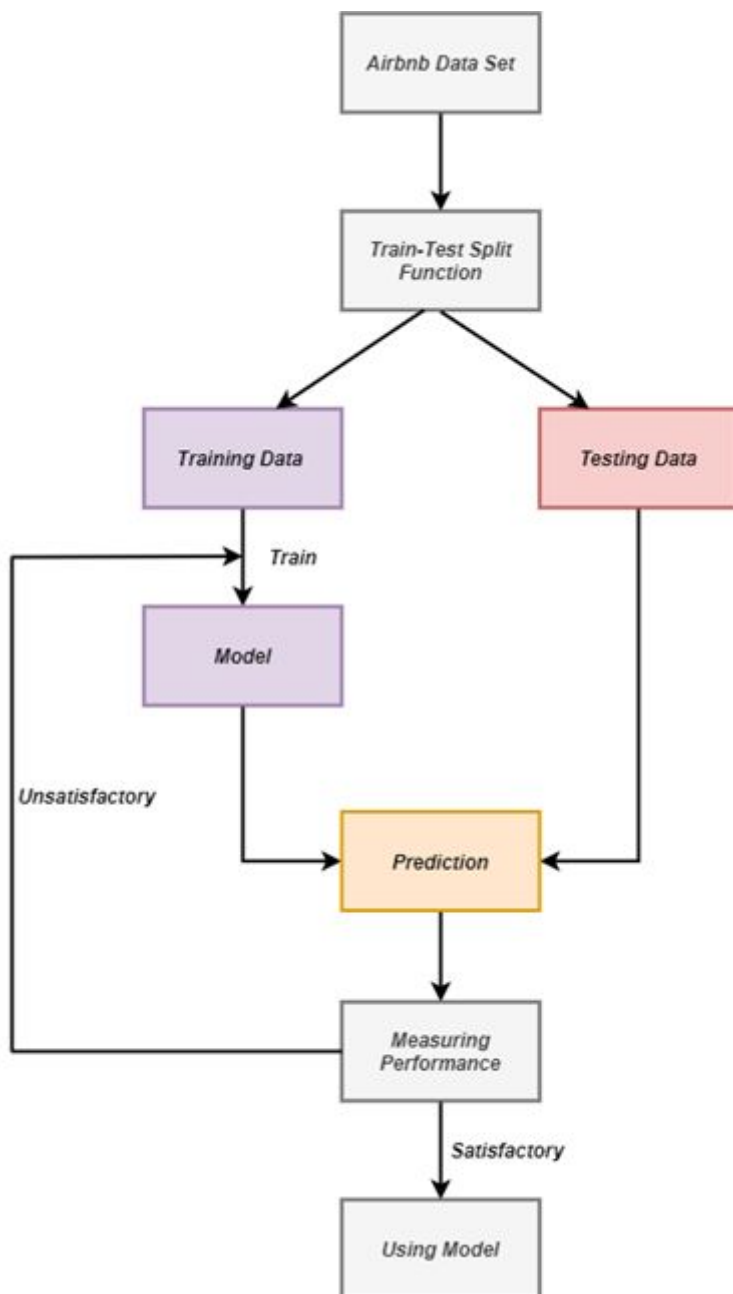 Airbnb Data Set
Train-Test Split
Function
Training Data
Testing Data
Train
Model
Unsatisfactory
Prediction
Measuring
Performance
Satisfactory
Using Model